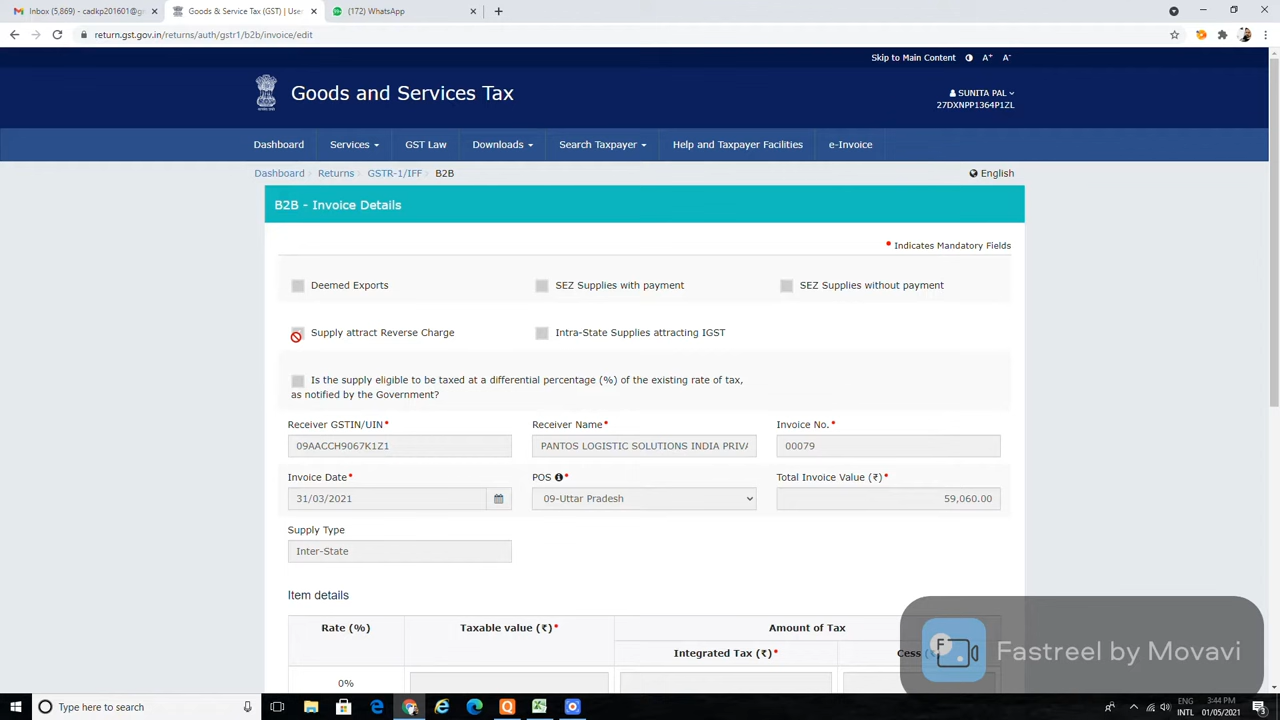 Inbox (5,869) - cadkp201601@gm
Goods & Service Tax (GST) | User
(172) WhatsApp
return.gst.gov.in/returns/auth/gstr1/b2b/invoice/edit
Skip to Main Content A+ A-
Goods and Services Tax
SUNITA PAL
27DXNPP1364P1ZL
Dashboard Services GST Law Downloads Search Taxpayer Help and Taxpayer Facilities e-Invoice
Dashboard Returns GSTR-1/IFF B2B
English
B2B - Invoice Details
• Indicates Mandatory Fields
Deemed Exports SEZ Supplies with payment SEZ Supplies without payment
Supply attract Reverse Charge Intra-State Supplies attracting IGST
Is the supply eligible to be taxed at a differential percentage (%) of the existing rate of tax,
as notified by the Government?
Receiver GSTIN/UIN• Receiver Name• Invoice No.•
09AACCH9067K1Z1 PANTOS LOGISTIC SOLUTIONS INDIA PRIVA 00079
Invoice Date• POS • Total Invoice Value (₹)•
31/03/2021 09-Uttar Pradesh 59,060.00
Supply Type
Inter-State
Item details
Rate (%) Taxable value (₹)• Amount of Tax
Integrated Tax (₹)• Cess
0%
Fastreel by Movavi
Type here to search
ENG
INTL
3:44 PM
01/05/2021